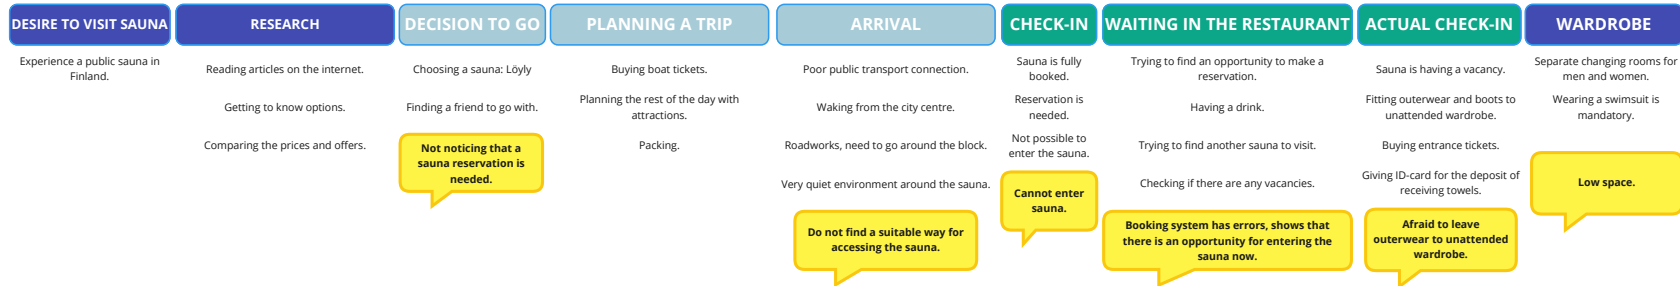 DESIRE TO VISIT SAUNA
Experience a public sauna in
Finland.
RESEARCH
Reading articles on the internet.
Getting to know options.
Comparing the prices and offers.
DECISION TO GO
Choosing a sauna: Löyly
Finding a friend to go with.
Not noticing that a
sauna reservation is
needed.
PLANNING A TRIP
Buying boat tickets.
Planning the rest of the day with
attractions.
Packing.
ARRIVAL
Poor public transport connection.
Waking from the city centre.
Roadworks, need to go around the block.
Very quiet environment around the sauna.
Do not find a suitable way for
accessing the sauna.
CHECK-IN
Sauna is fully
booked.
Reservation is
needed.
Not possible to
enter the sauna.
Cannot enter
sauna.
WAITING IN THE RESTAURANT
Trying to find an opportunity to make a
reservation.
Having a drink.
Trying to find another sauna to visit.
Checking if there are any vacancies.
Booking system has errors, shows that
there is an opportunity for entering the
sauna now.
ACTUAL CHECK-IN
Sauna is having a vacancy.
Fitting outerwear and boots to
unattended wardrobe.
Buying entrance tickets.
Giving ID-card for the deposit of
receiving towels.
Afraid to leave
outerwear to unattended
wardrobe.
WARDROBE
Separate changing rooms for
men and women.
Wearing a swimsuit is
mandatory.
Low space.